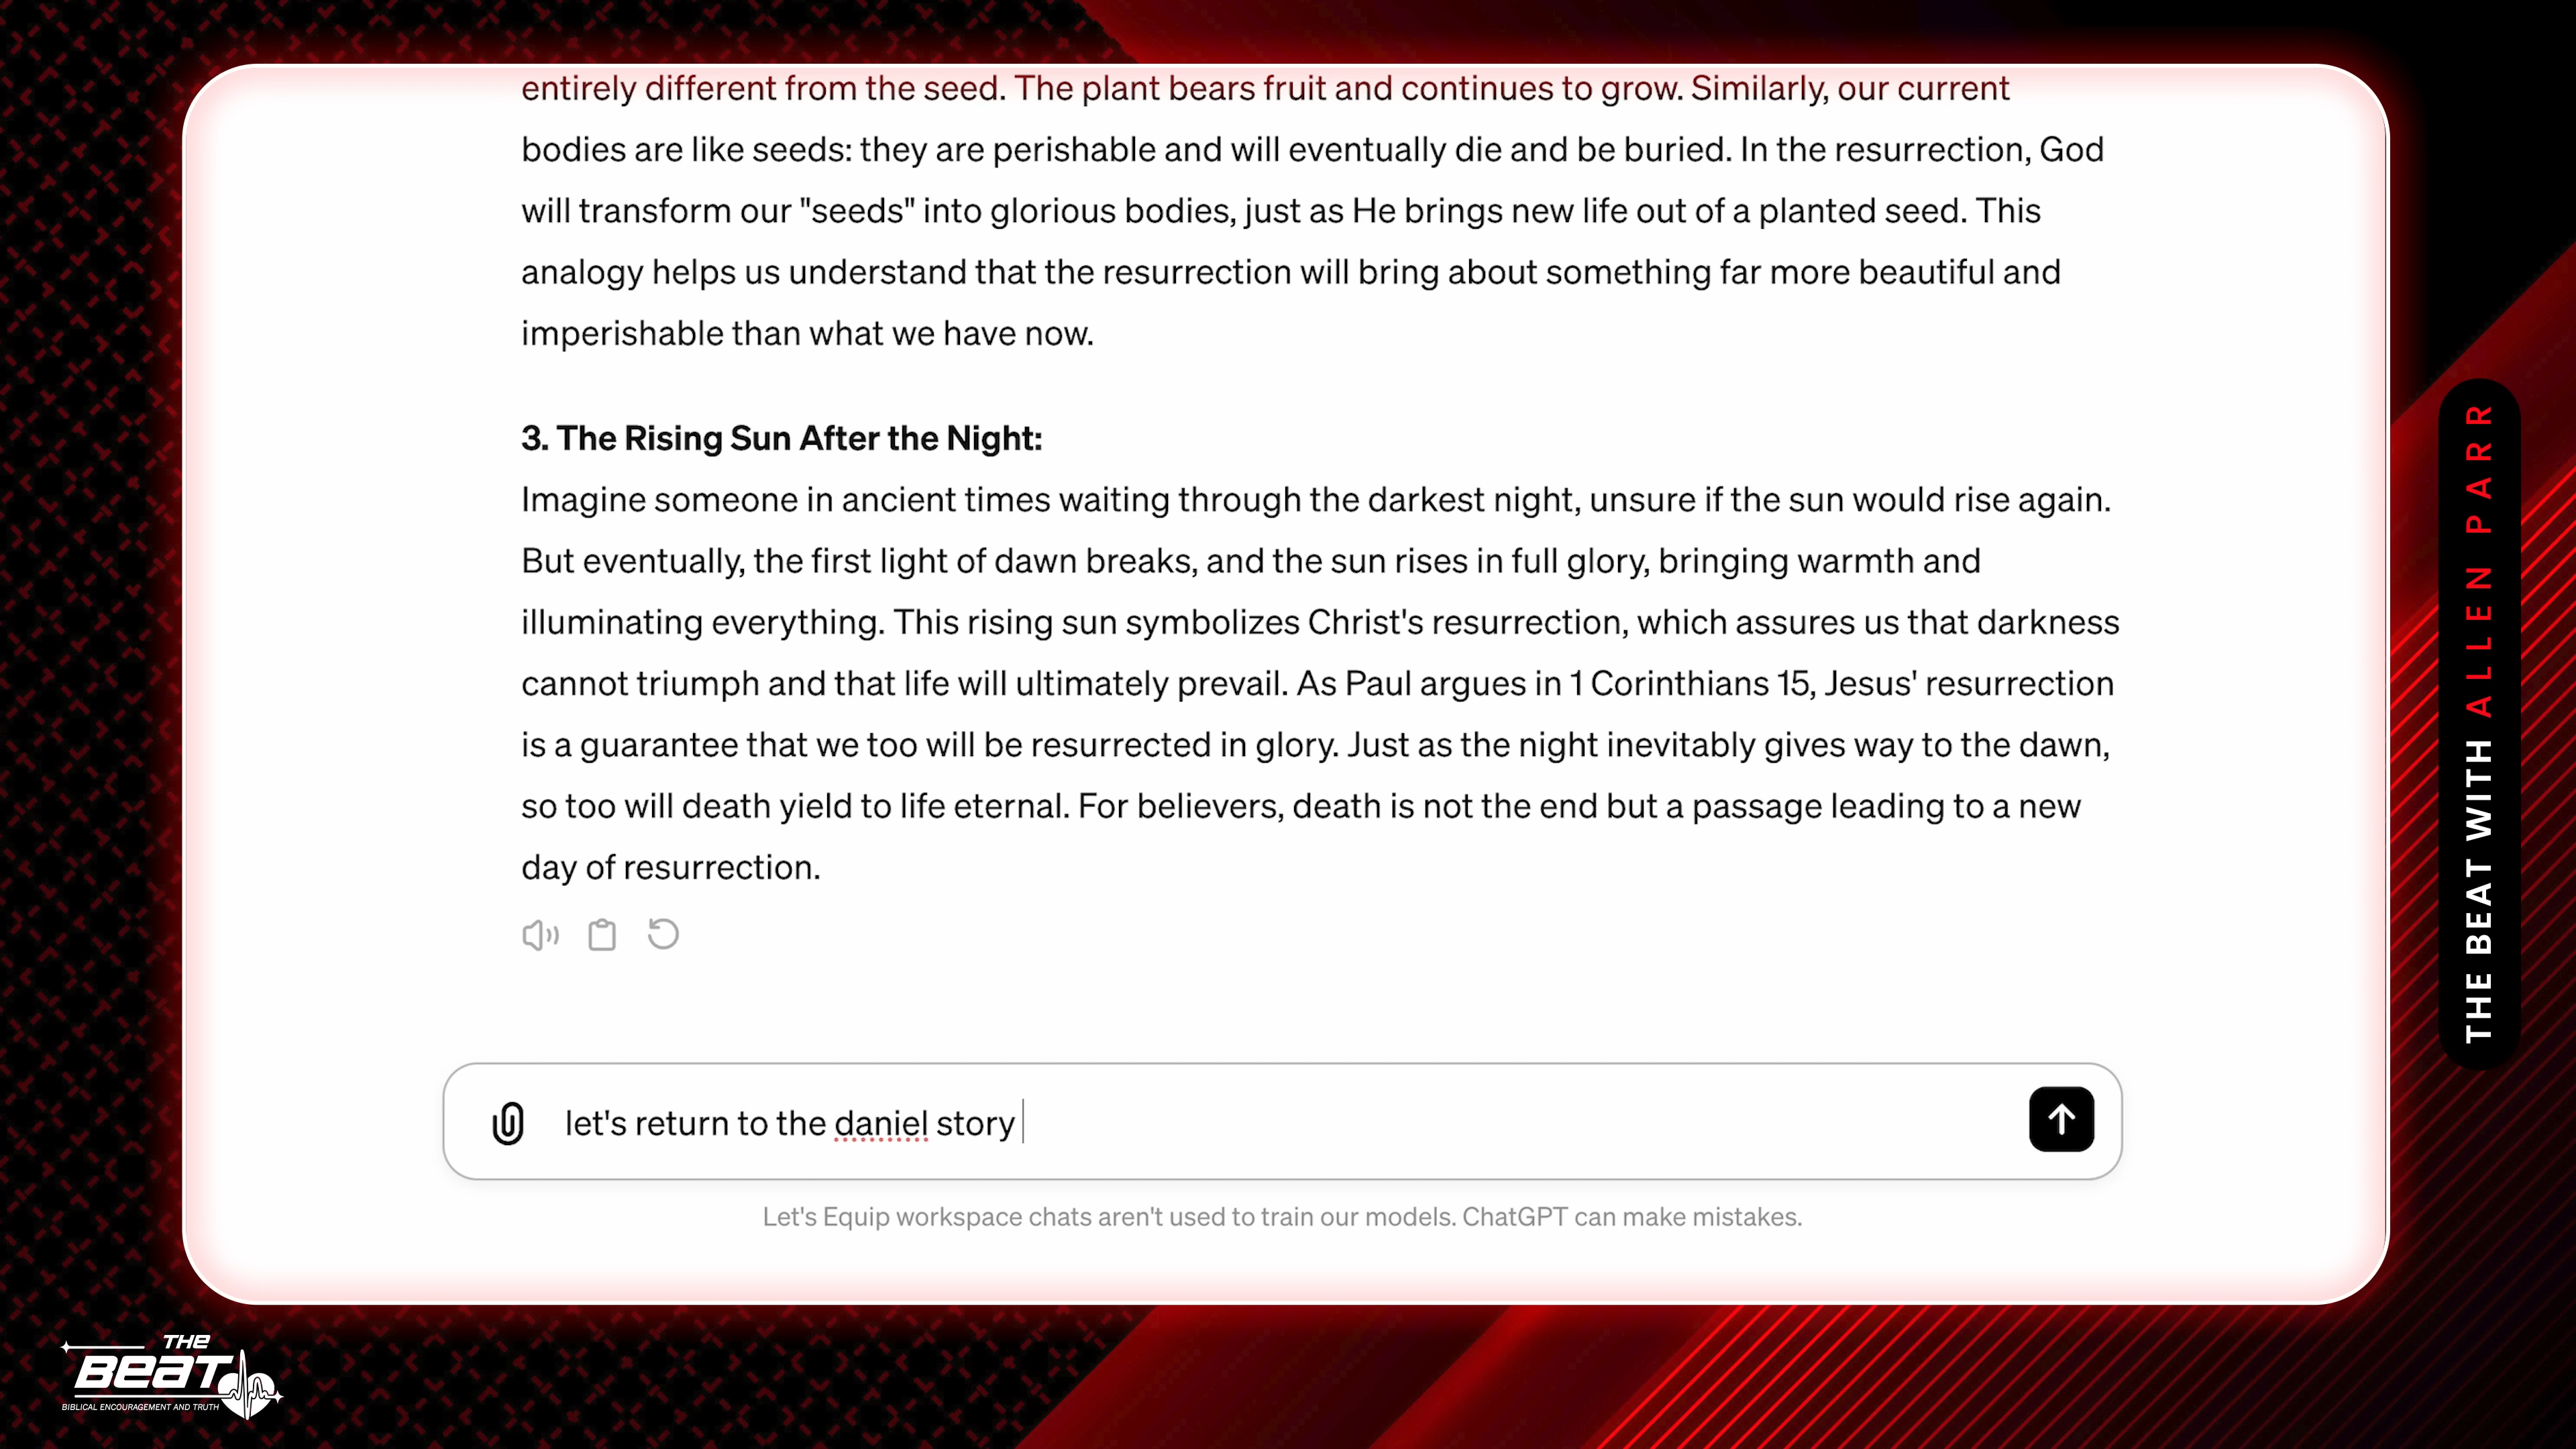 entirely different from the seed. The plant bears fruit and continues to grow. Similarly, our current
bodies are like seeds: they are perishable and will eventually die and be buried. In the resurrection, God
will transform our "seeds" into glorious bodies, just as He brings new life out of a planted seed. This
analogy helps us understand that the resurrection will bring about something far more beautiful and
imperishable than what we have now.
3. The Rising Sun After the Night:
Imagine someone in ancient times waiting through the darkest night, unsure if the sun would rise again.
But eventually, the first light of dawn breaks, and the sun rises in full glory, bringing warmth and
illuminating everything. This rising sun symbolizes Christ's resurrection, which assures us that darkness
cannot triumph and that life will ultimately prevail. As Paul argues in 1 Corinthians 15, Jesus' resurrection
is a guarantee that we too will be resurrected in glory. Just as the night inevitably gives way to the dawn,
so too will death yield to life eternal. For believers, death is not the end but a passage leading to a new
day of resurrection.
let's return to the daniel story
Let's Equip workspace chats aren't used to train our models. ChatGPT can make mistakes.
THE BEAT WITH ALLEN PARR
THE
BEAT
BIBLICAL ENCOURAGEMENT AND TRUTH